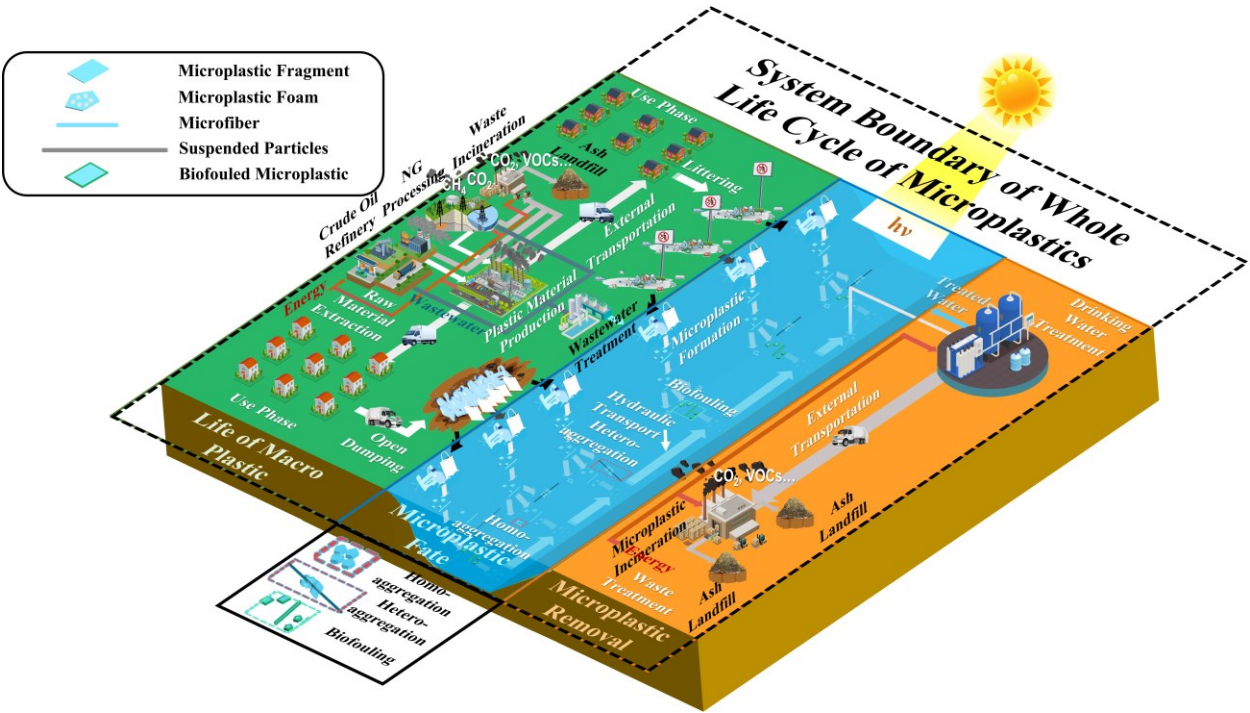 Microplastic Fragment
Microplastic Foam
Microfiber
Suspended Particles
Biofouled Microplastic
System Boundary of Whole
Life Cycle of Microplastics
hν
Use Phase
Waste
Incineration
NG
Processing
Crude Oil
Refinery
CO2, VOCs...
CH4 CO2
Ash
Landfill
Littering
External
Transportation
Energy
Raw
Material
Extraction
Wastewater
Plastic Material
Production
Wastewater
Treatment
Use Phase
Open
Dumping
Life of Macro
Plastic
Microplastic
Formation
Biofouling
Hydraulic
Transport
Hetero-
aggregation
Homo-
aggregation
Microplastic
Fate
Treated
Water
Drinking
Water
Treatment
External
Transportation
CO2, VOCs...
Microplastic
Incineration
Energy
Waste
Treatment
Ash
Landfill
Ash
Landfill
Microplastic
Removal
Homo-
aggregation
Hetero-
aggregation
Biofouling